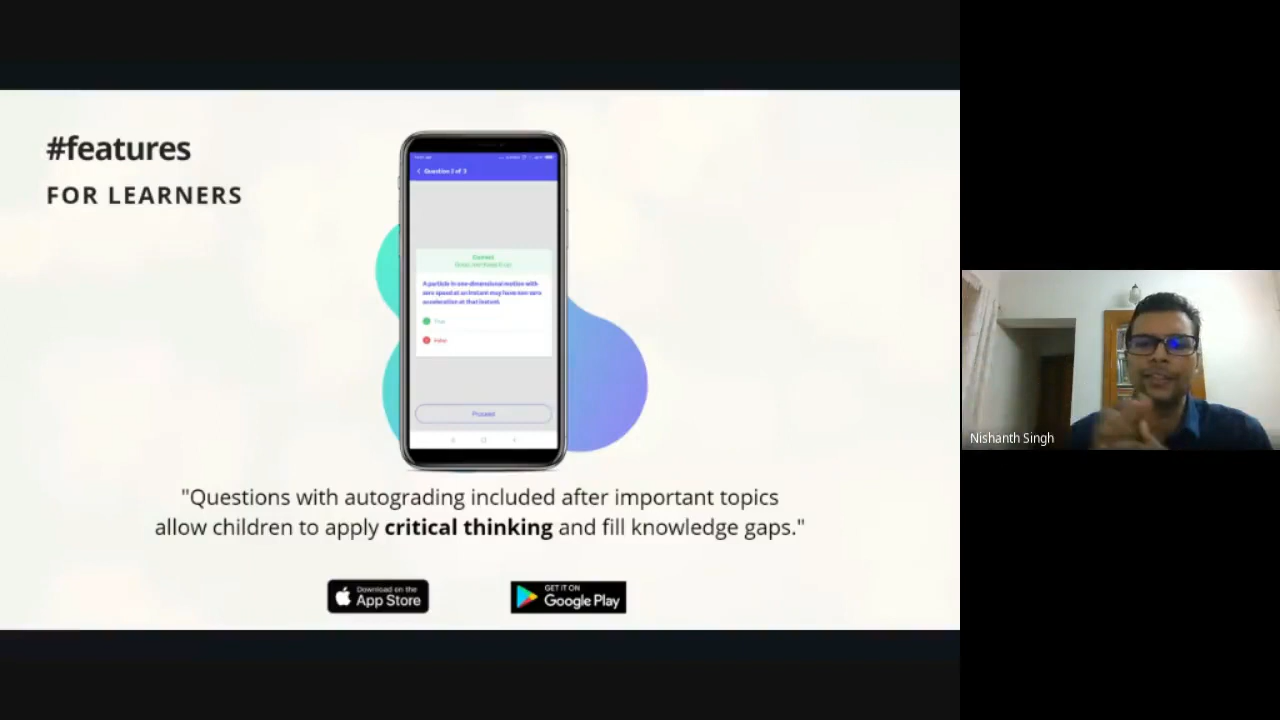 #features
FOR LEARNERS
Question 2 of 3
Correct
A particle in one-dimensional motion with
zero speed at an instant may have non-zero
acceleration at that instant.
True
False
Proceed
"Questions with autograding included after important topics
allow children to apply critical thinking and fill knowledge gaps."
Download on the
App Store
GET IT ON
Google Play
Nishanth Singh